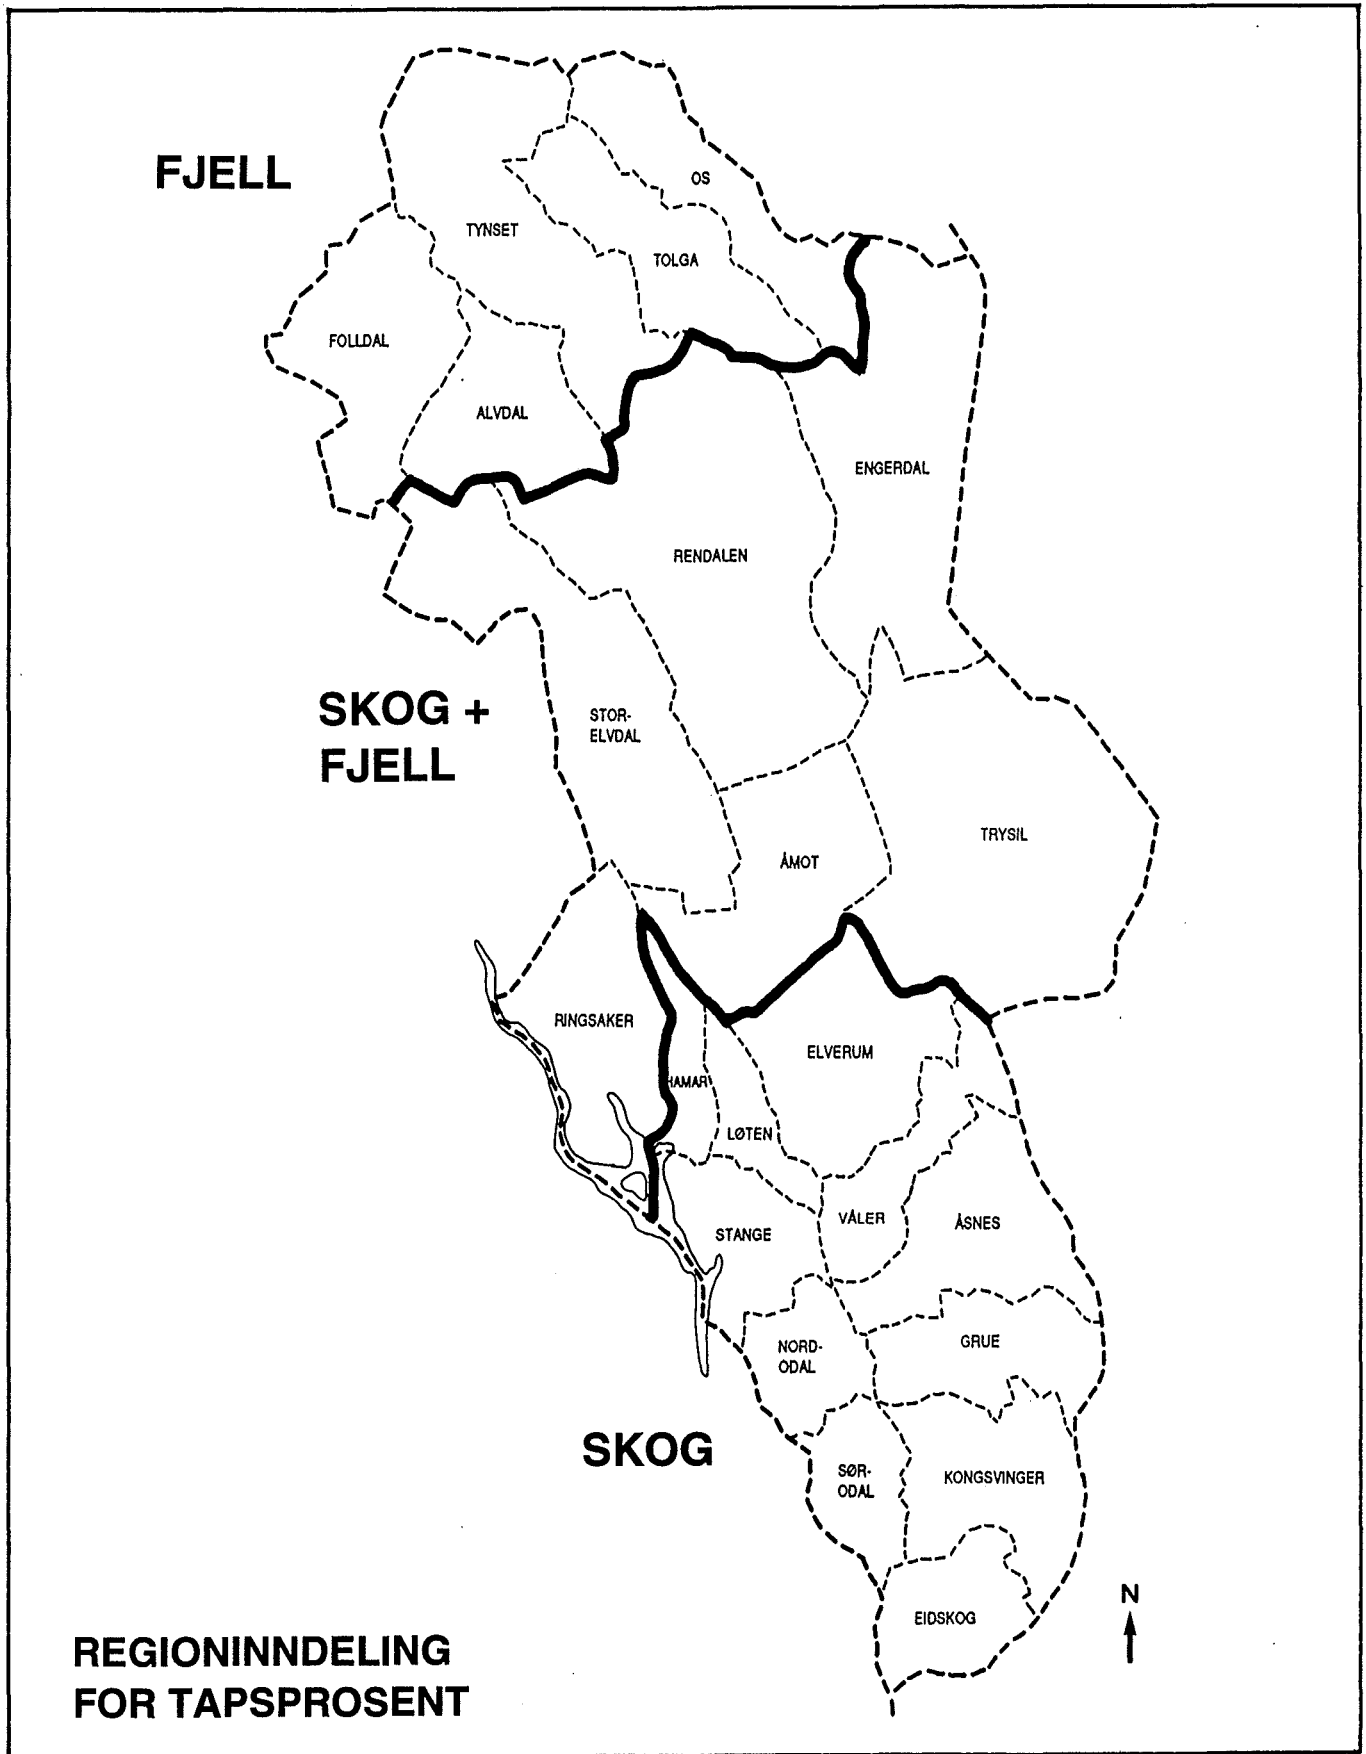 FJELL
OS
TYNSET
TOLGA
FOLLDAL
ALVDAL
ENGERDAL
RENDALEN
SKOG +
FJELL
STOR-
ELVDAL
TRYSIL
ÅMOT
RINGSAKER
ELVERUM
HAMAR
LØTEN
STANGE
VÅLER
ÅSNES
NORD-
ODAL
GRUE
SKOG
SØR-
ODAL
KONGSVINGER
EIDSKOG
N
REGIONINNDELING
FOR TAPSPROSENT